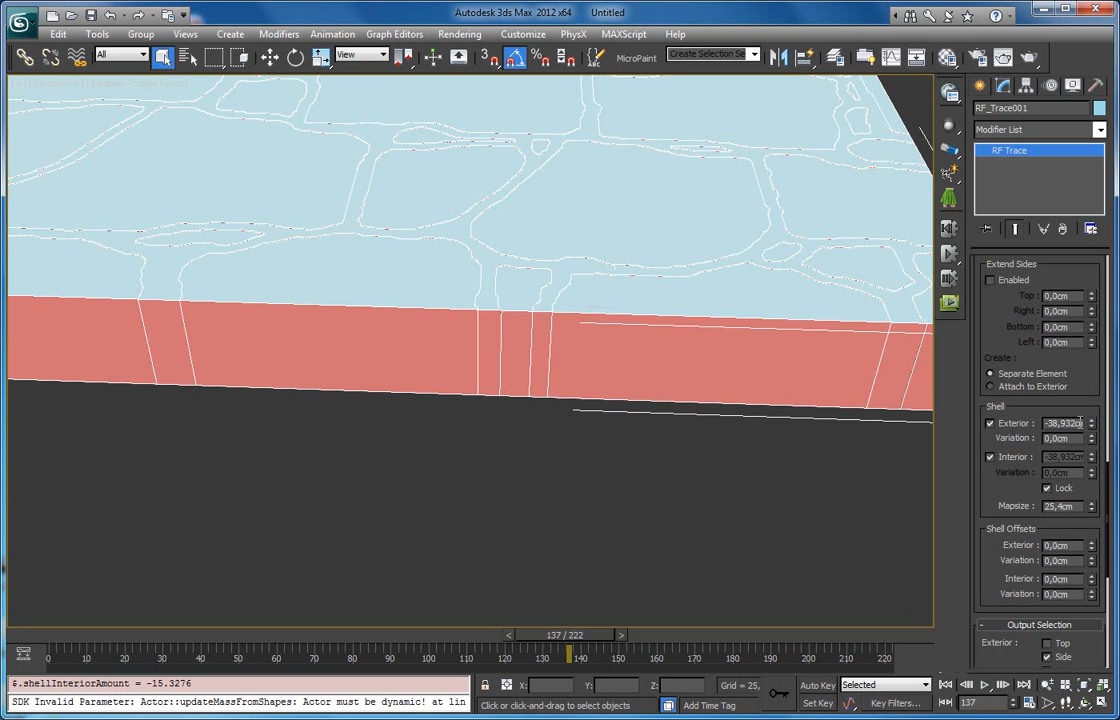 Autodesk 3ds Max 2012 x64 Untitled
Edit Tools Group Views Create Modifiers Animation Graph Editors Rendering Customize PhysX MAXScript Help
All View 3 MicroPaint Create Selection Se
RF_Trace001
Modifier List
RF Trace
Extend Sides
Enabled
Top : 0,0cm
Right : 0,0cm
Bottom : 0,0cm
Left : 0,0cm
Create :
Separate Element
Attach to Exterior
Shell
Exterior : -38,932cm
Variation : 0,0cm
Interior : -38,932cm
Variation : 0,0cm
Lock
Mapsize : 25,4cm
Shell Offsets
Exterior : 0,0cm
Variation : 0,0cm
Interior : 0,0cm
Variation : 0,0cm
- Output Selection
Exterior : Top
Side
< 137 / 222 >
0 10 20 30 40 50 60 70 80 90 100 110 120 130 140 150 160 170 180 190 200 210 220
$.shellInteriorAmount = -15.3276
X: Y: Z: Grid = 25, Auto Key Selected
SDK Invalid Parameter: Actor::updateMassFromShapes: Actor must be dynamic! at lin
Click or click-and-drag to select objects Add Time Tag Set Key Key Filters... 137